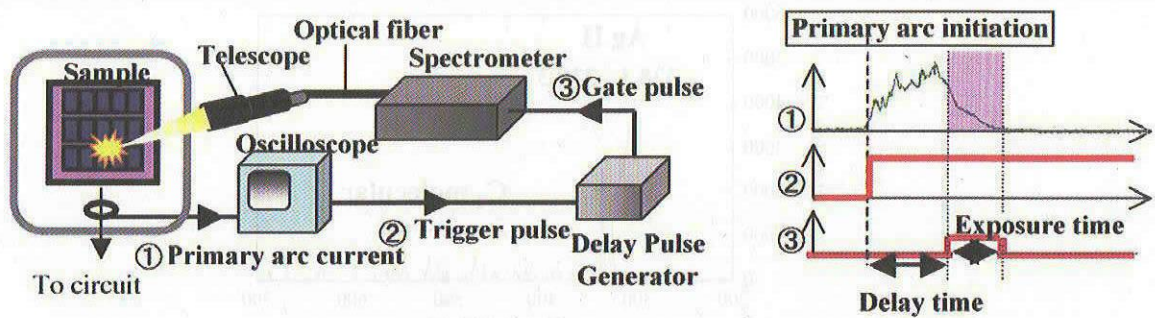 Optical fiber
Telescope
Sample
Spectrometer
③Gate pulse
Oscilloscope
① Primary arc current
② Trigger pulse
Delay Pulse
Generator
To circuit
Primary arc initiation
①
②
③
Exposure time
Delay time